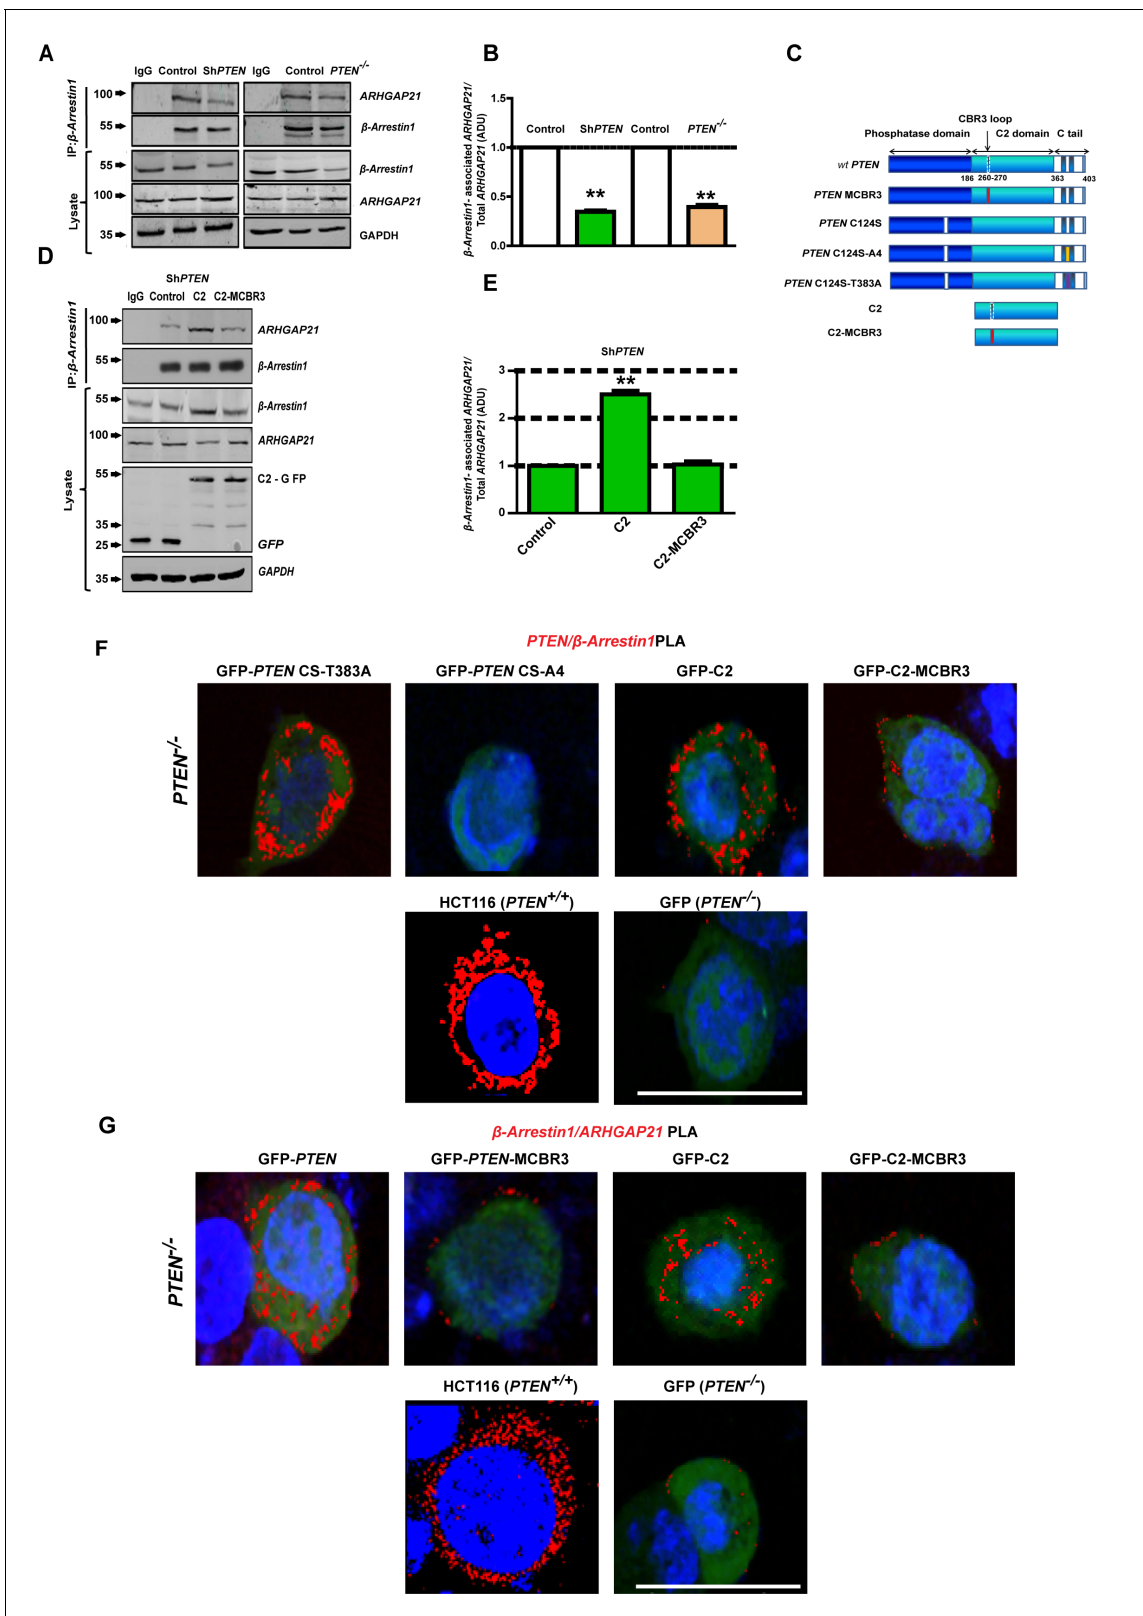 A
IgG Control ShPTEN IgG Control PTEN-/-
IP:β-Arrestin1
100
55
ARHGAP21
β-Arrestin1
Lysate
55
100
35
β-Arrestin1
ARHGAP21
GAPDH
B
β-Arrestin1- associated ARHGAP21/
Total ARHGAP21 (ADU)
1.5
1.0
0.5
0.0
Control ShPTEN Control PTEN-/-
**
**
C
CBR3 loop
Phosphatase domain C2 domain C tail
wt PTEN
186 260-270 363 403
PTEN MCBR3
PTEN C124S
PTEN C124S-A4
PTEN C124S-T383A
C2
C2-MCBR3
D
ShPTEN
IgG Control C2 C2-MCBR3
IP:β-Arrestin1
100
55
ARHGAP21
β-Arrestin1
Lysate
55
100
55
35
25
35
β-Arrestin1
ARHGAP21
C2 - G FP
GFP
GAPDH
E
ShPTEN
β-Arrestin1- associated ARHGAP21/
Total ARHGAP21 (ADU)
3
2
1
0
**
Control
C2
C2-MCBR3
F
PTEN/β-Arrestin1PLA
GFP-PTEN CS-T383A GFP-PTEN CS-A4 GFP-C2 GFP-C2-MCBR3
PTEN-/-
HCT116 (PTEN+/+) GFP (PTEN-/-)
G
β-Arrestin1/ARHGAP21 PLA
GFP-PTEN GFP-PTEN-MCBR3 GFP-C2 GFP-C2-MCBR3
PTEN-/-
HCT116 (PTEN+/+) GFP (PTEN-/-)